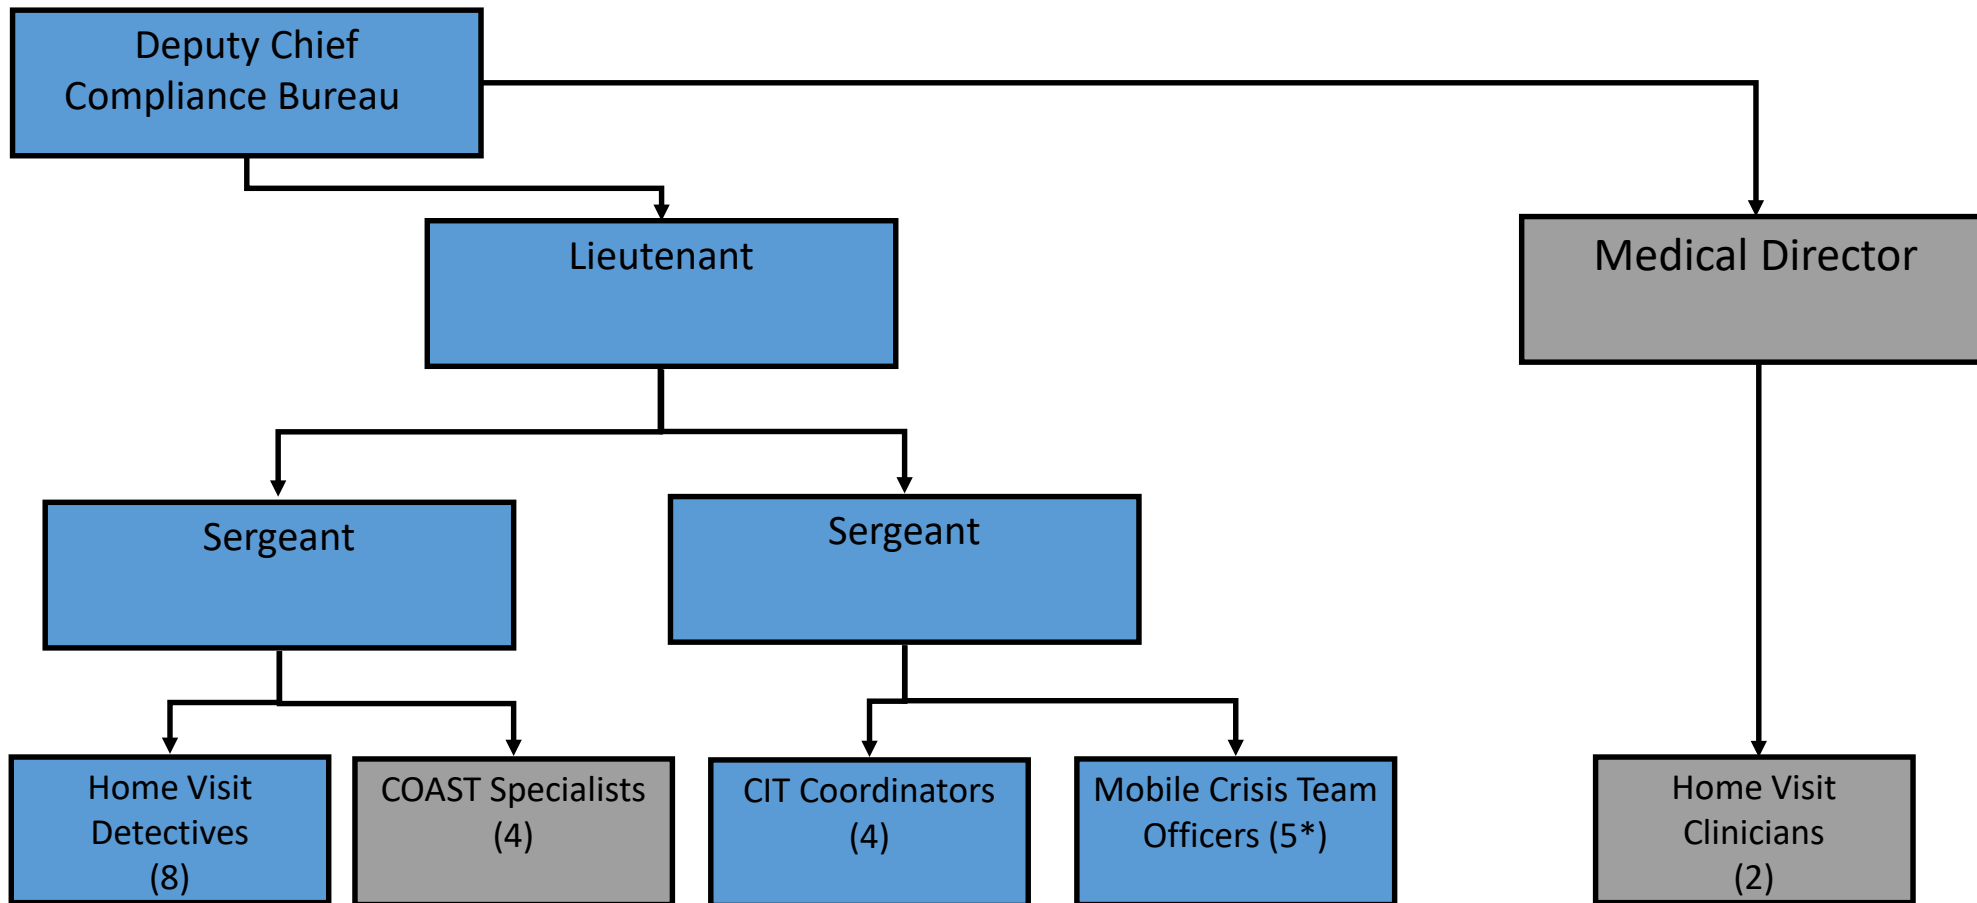 Deputy Chief
Compliance Bureau
Lieutenant
Medical Director
Sergeant
Sergeant
Home Visit
Detectives
(8)
COAST Specialists
(4)
CIT Coordinators
(4)
Mobile Crisis Team
Officers (5*)
Home Visit
Clinicians
(2)